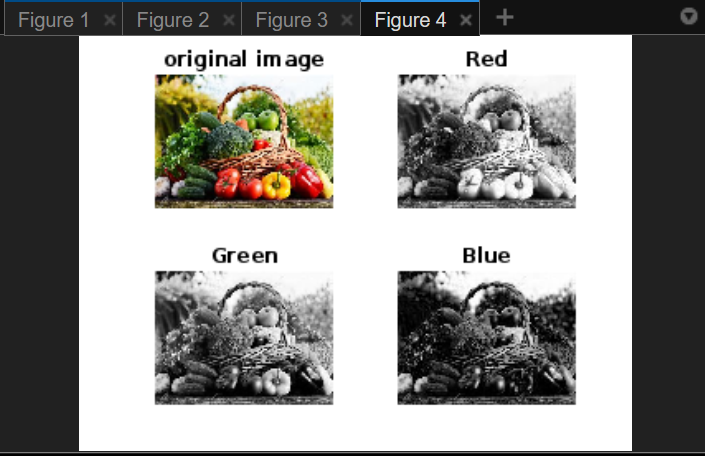 Figure 1 × Figure 2 × Figure 3 × Figure 4 × +
original image Red
Green Blue